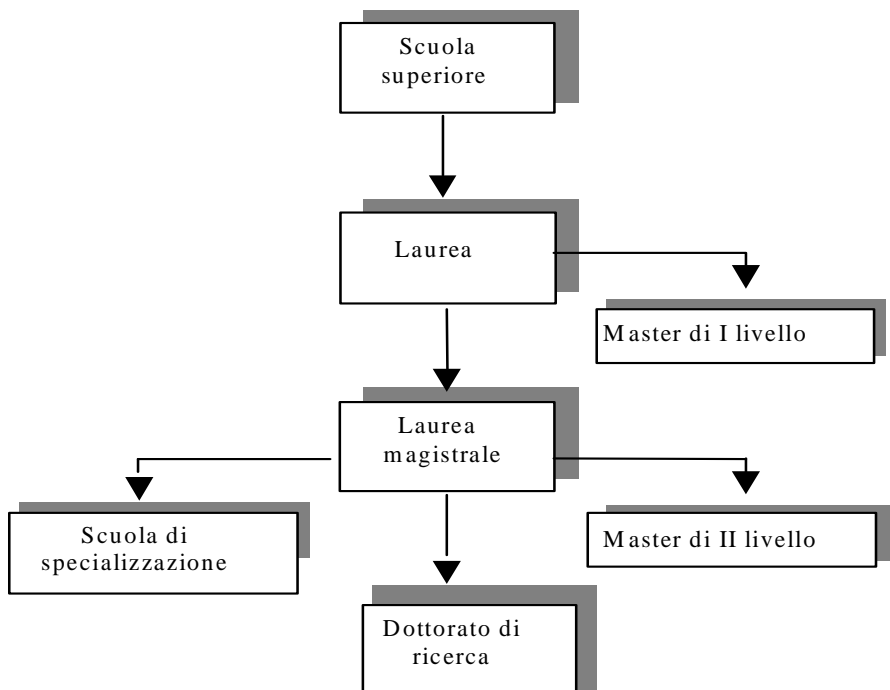 Scuola
superiore
Laurea
Master di I livello
Laurea
magistrale
Scuola di
specializzazione
Master di II livello
Dottorato di
ricerca